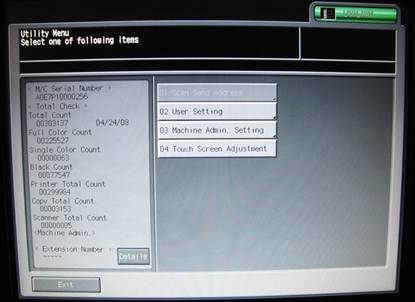 Utility Menu
Select one of following items
< M/C Serial Number >
A0E7P10000256
< Total Check >
Total Count
00303137 04/24/08
Full Color Count
00225527
Single Color Count
00000063
Black Count
00077547
Printer Total Count
00299984
Copy Total Count
00003153
Scanner Total Count
00000005
<Machine Admin.>
< Extension Number >
-----
Details
01 Scan Send Address
02 User Setting
03 Machine Admin. Setting
04 Touch Screen Adjustment
Exit